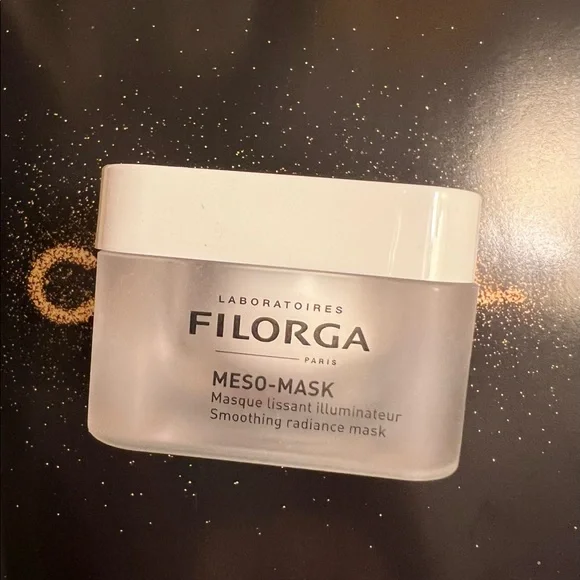 LABORATOIRES
FILORGA
PARIS
MESO-MASK
Masque lissant illuminateur
Smoothing radiance mask